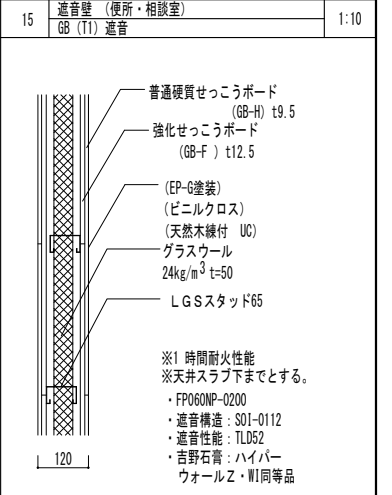 15
遮音壁 (便所・相談室)
GB (T1) 遮音
1:10
普通硬質せっこうボード
(GB-H) t9.5
強化せっこうボード
(GB-F ) t12.5
(EP-G塗装)
(ビニルクロス)
(天然木練付 UC)
グラスウール
24kg/m3 t=50
LGSスタッド65
※1 時間耐火性能
※天井スラブ下までとする。
・FP060NP-0200
・遮音構造:SOI-0112
・遮音性能:TLD52
・吉野石膏:ハイパー
ウォールZ・WI同等品
120